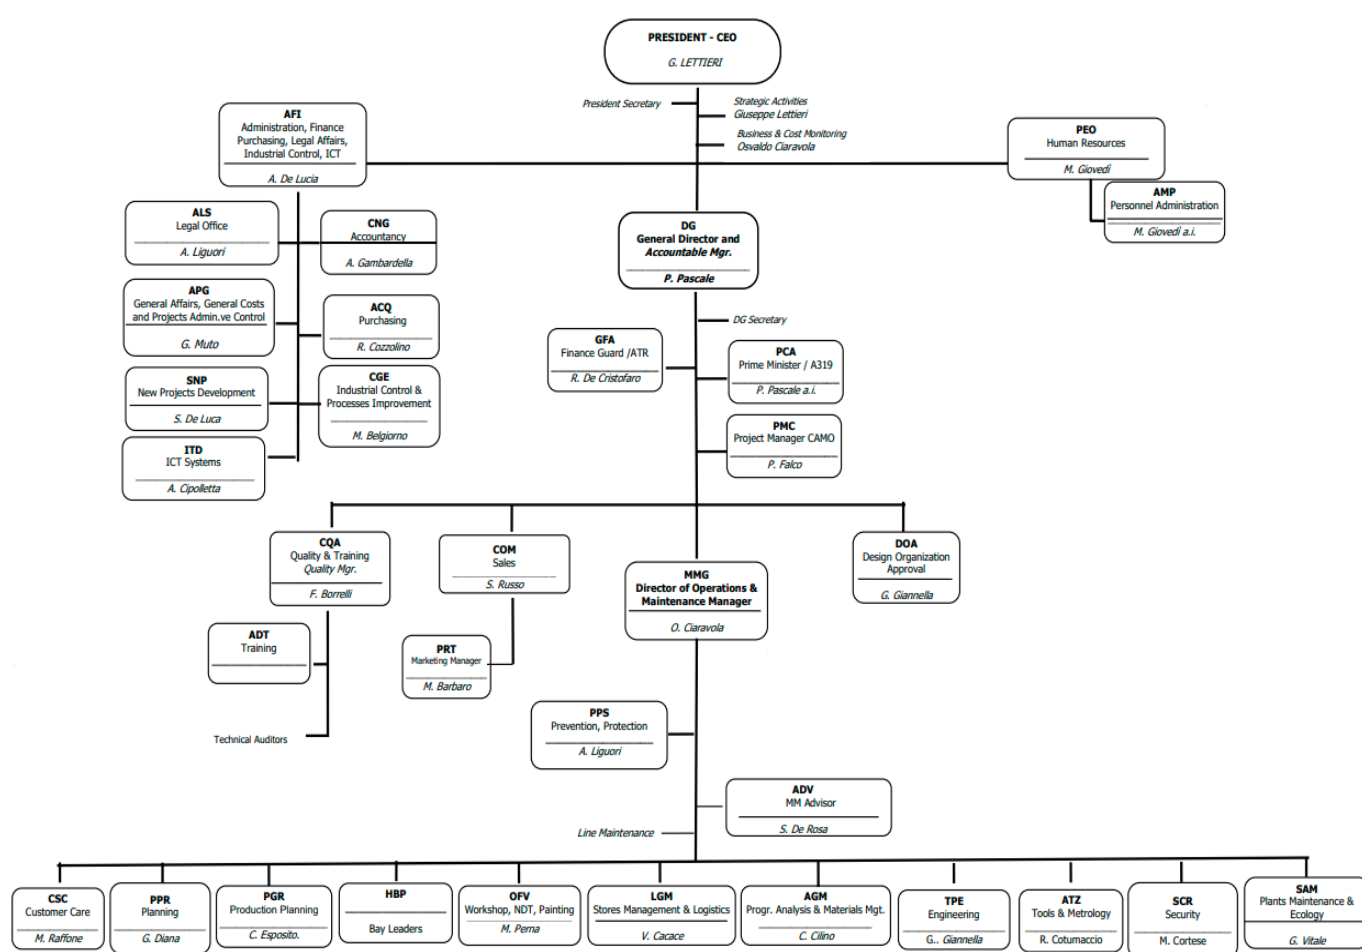 PRESIDENT - CEO
G. LETTIERI
President Secretary
Strategic Activities
Giuseppe Lettieri
Business & Cost Monitoring
Osvaldo Ciaravola
AFI
Administration, Finance
Purchasing, Legal Affairs,
Industrial Control, ICT
A. De Lucia
PEO
Human Resources
M. Giovedì
AMP
Personnel Administration
M. Giovedì a.i.
ALS
Legal Office
A. Liguori
CNG
Accountancy
A. Gambardella
APG
General Affairs, General Costs
and Projects Admin.ve Control
G. Muto
ACQ
Purchasing
R. Cozzolino
SNP
New Projects Development
S. De Luca
CGE
Industrial Control &
Processes Improvement
M. Belgiorno
ITD
ICT Systems
A. Cipolletta
DG
General Director and
Accountable Mgr.
P. Pascale
DG Secretary
GFA
Finance Guard /ATR
R. De Cristofaro
PCA
Prime Minister / A319
P. Pascale a.i.
PMC
Project Manager CAMO
P. Falco
CQA
Quality & Training
Quality Mgr.
F. Borrelli
COM
Sales
S. Russo
MMG
Director of Operations &
Maintenance Manager
O. Ciaravola
DOA
Design Organization
Approval
G. Giannella
ADT
Training
PRT
Marketing Manager
M. Barbaro
Technical Auditors
PPS
Prevention, Protection
A. Liguori
ADV
MM Advisor
S. De Rosa
Line Maintenance
CSC
Customer Care
M. Raffone
PPR
Planning
G. Diana
PGR
Production Planning
C. Esposito.
HBP
Bay Leaders
OFV
Workshop, NDT, Painting
M. Perna
LGM
Stores Management & Logistics
V. Cacace
AGM
Progr. Analysis & Materials Mgt.
C. Cilino
TPE
Engineering
G.. Giannella
ATZ
Tools & Metrology
R. Cotumaccio
SCR
Security
M. Cortese
SAM
Plants Maintenance &
Ecology
G. Vitale